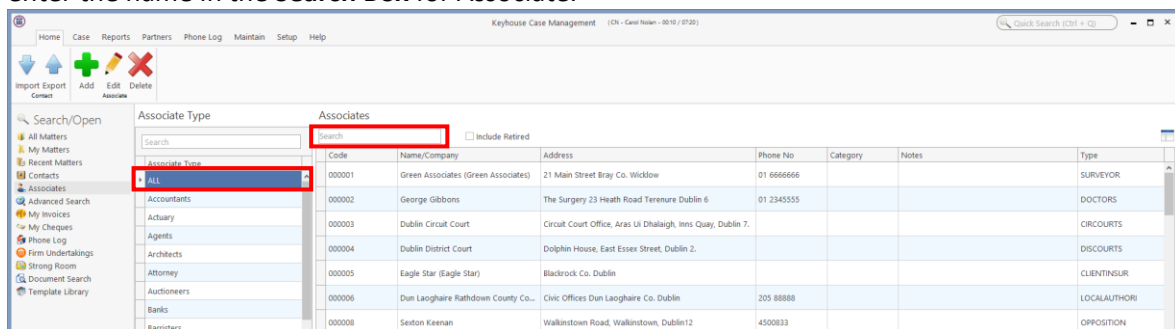 enter the name in the Search Box for Associate.
Keyhouse Case Management (CN - Carol Nolan - 0018 / 0720)
Quick Search (Ctrl + Q)
Home Case Reports Partners Phone Log Maintain Setup Help
Import Export Add Edit Delete
Contact Associate
Search/Open
All Matters
My Matters
Recent Matters
Contacts
Associates
Advanced Search
My Invoices
My Cheques
Phone Log
Firm Undertakings
Strong Room
Document Search
Template Library
Associate Type
Search
Associate Type
ALL
Accountants
Actuary
Agents
Architects
Attorney
Auctioneers
Banks
Barristers
Associates
Search Include Retired
Code Name/Company Address Phone No Category Notes Type
000001 Green Associates (Green Associates) 21 Main Street Bray Co. Wicklow 01 6666666 SURVEYOR
000002 George Gibbons The Surgery 23 Heath Road Terenure Dublin 6 01 2345555 DOCTORS
000003 Dublin Circuit Court Circuit Court Office, Aras Ui Dhalaigh, Inns Quay, Dublin 7. CIRCOURTS
000004 Dublin District Court Dolphin House, East Essex Street, Dublin 2. DISCOURTS
000005 Eagle Star (Eagle Star) Blackrock Co. Dublin CLIENTINSUR
000006 Dun Laoghaire Rathdown County Co... Civic Offices Dun Laoghaire Co. Dublin 205 88888 LOCALAUTHORI
000008 Sexton Keenan Walkinstown Road, Walkinstown, Dublin12 4500833 OPPOSITION